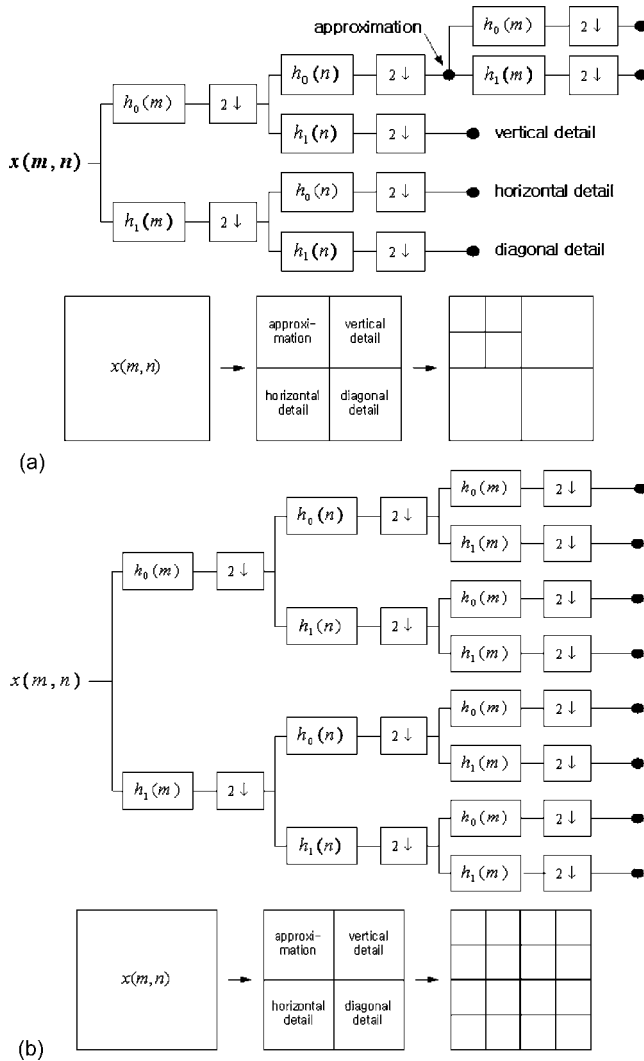 approximation
h₀(m) 2↓
h₀(n) 2↓ h₁(m) 2↓
h₀(m) 2↓
h₁(n) 2↓ vertical detail
x(m,n)
h₀(n) 2↓ horizontal detail
h₁(m) 2↓
h₁(n) 2↓ diagonal detail
approxi-
mation
vertical
detail
x(m,n)
horizontal
detail
diagonal
detail
(a)
h₀(m) 2↓
h₀(n) 2↓
h₁(m) 2↓
h₀(m) 2↓
h₀(m) 2↓
h₁(n) 2↓
h₁(m) 2↓
x(m,n)
h₀(m) 2↓
h₀(n) 2↓
h₁(m) 2↓
h₁(m) 2↓
h₀(m) 2↓
h₁(n) 2↓
h₁(m) 2↓
approxi-
mation
vertical
detail
x(m,n)
horizontal
detail
diagonal
detail
(b)